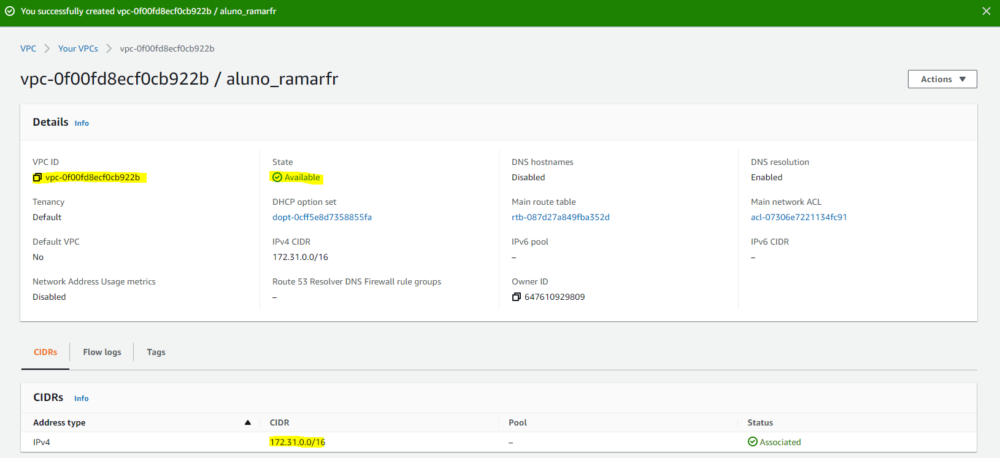 You successfully created vpc-0f00fd8ecf0cb922b / aluno_ramarfr
VPC > Your VPCs > vpc-0f00fd8ecf0cb922b
vpc-0f00fd8ecf0cb922b / aluno_ramarfr
Actions
Details Info
VPC ID
vpc-0f00fd8ecf0cb922b
State
Available
DNS hostnames
Disabled
DNS resolution
Enabled
Tenancy
Default
DHCP option set
dopt-0cff5e8d7358855fa
Main route table
rtb-087d27a849fba352d
Main network ACL
acl-07306e7221134fc91
Default VPC
No
IPv4 CIDR
172.31.0.0/16
IPv6 pool
–
IPv6 CIDR
–
Network Address Usage metrics
Disabled
Route 53 Resolver DNS Firewall rule groups
–
Owner ID
647610929809
CIDRs Flow logs Tags
CIDRs Info
Address type CIDR Pool Status
IPv4 172.31.0.0/16 – Associated